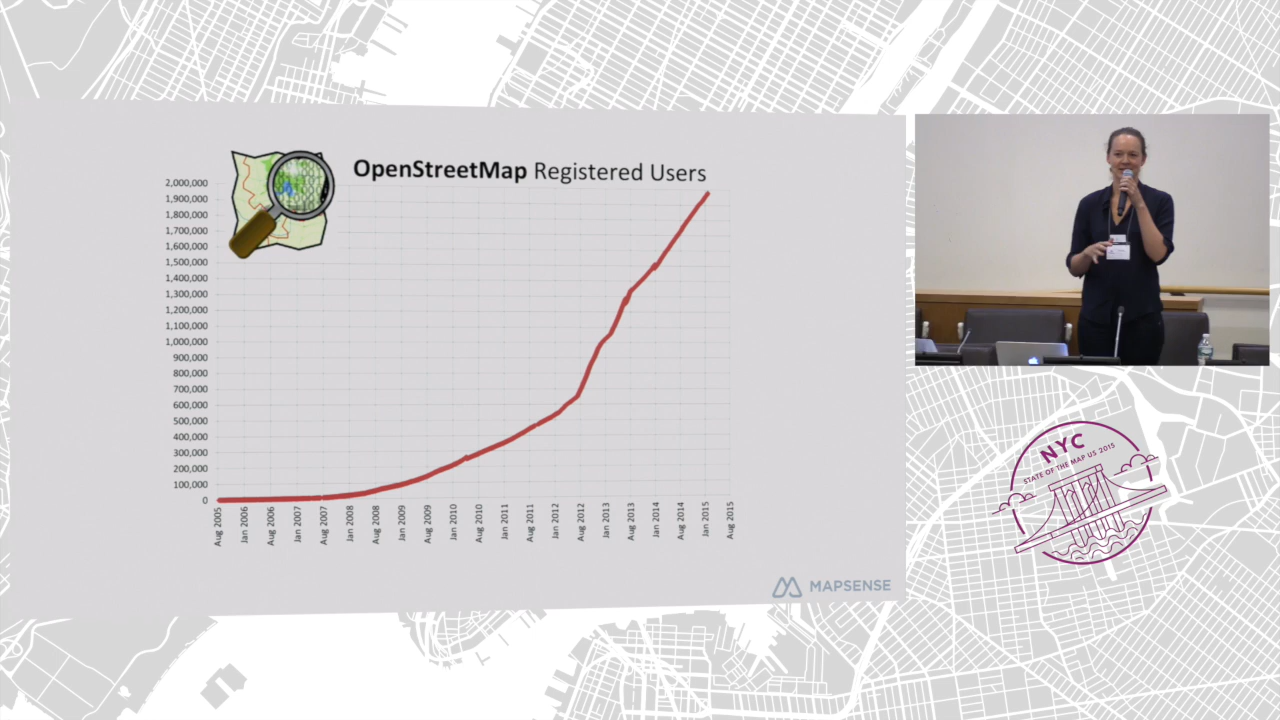 OpenStreetMap Registered Users
2,000,000
1,900,000
1,800,000
1,700,000
1,600,000
1,500,000
1,400,000
1,300,000
1,200,000
1,100,000
1,000,000
900,000
800,000
700,000
600,000
500,000
400,000
300,000
200,000
100,000
0
Aug 2005
Jan 2006
Aug 2006
Jan 2007
Aug 2007
Jan 2008
Aug 2008
Jan 2009
Aug 2009
Jan 2010
Aug 2010
Jan 2011
Aug 2011
Jan 2012
Aug 2012
Jan 2013
Aug 2013
Jan 2014
Aug 2014
Jan 2015
Aug 2015
MAPSENSE
NYC
STATE OF THE MAP US 2015